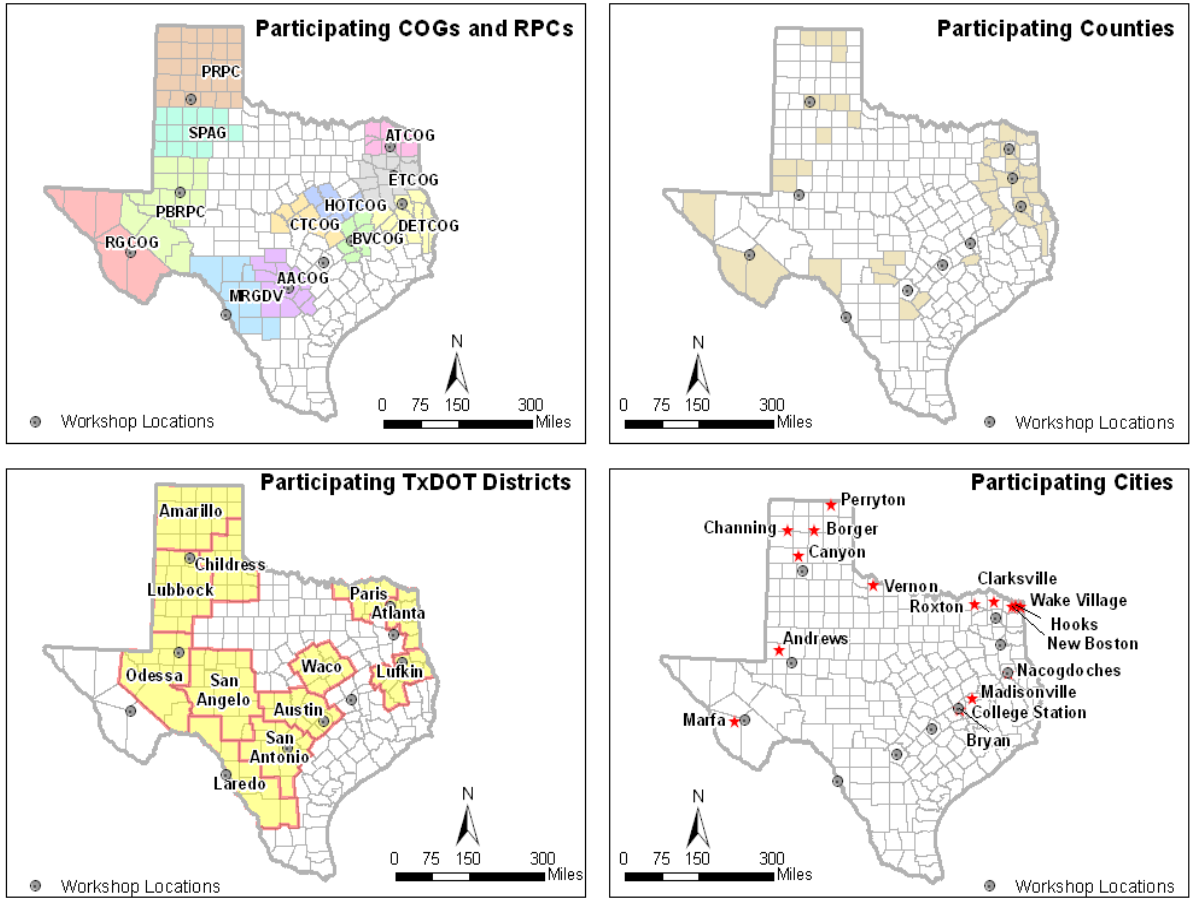 Participating COGs and RPCs
PRPC
SPAG
ATCOG
ETCOG
PBRPC
HOTCOG
CTCOG
DETCOG
BVCOG
RGCOG
AACOG
MRGDV
N
0 75 150 300
Miles
Workshop Locations
Participating Counties
N
0 75 150 300
Miles
Workshop Locations
Participating TxDOT Districts
Amarillo
Childress
Lubbock
Paris
Atlanta
Waco
Lufkin
Odessa
San
Angelo
Austin
San
Antonio
Laredo
N
0 75 150 300
Miles
Workshop Locations
Participating Cities
Perryton
Channing
Borger
Canyon
Vernon
Clarksville
Roxton
Wake Village
Hooks
New Boston
Andrews
Nacogdoches
Madisonville
College Station
Marfa
Bryan
N
0 75 150 300
Miles
Workshop Locations